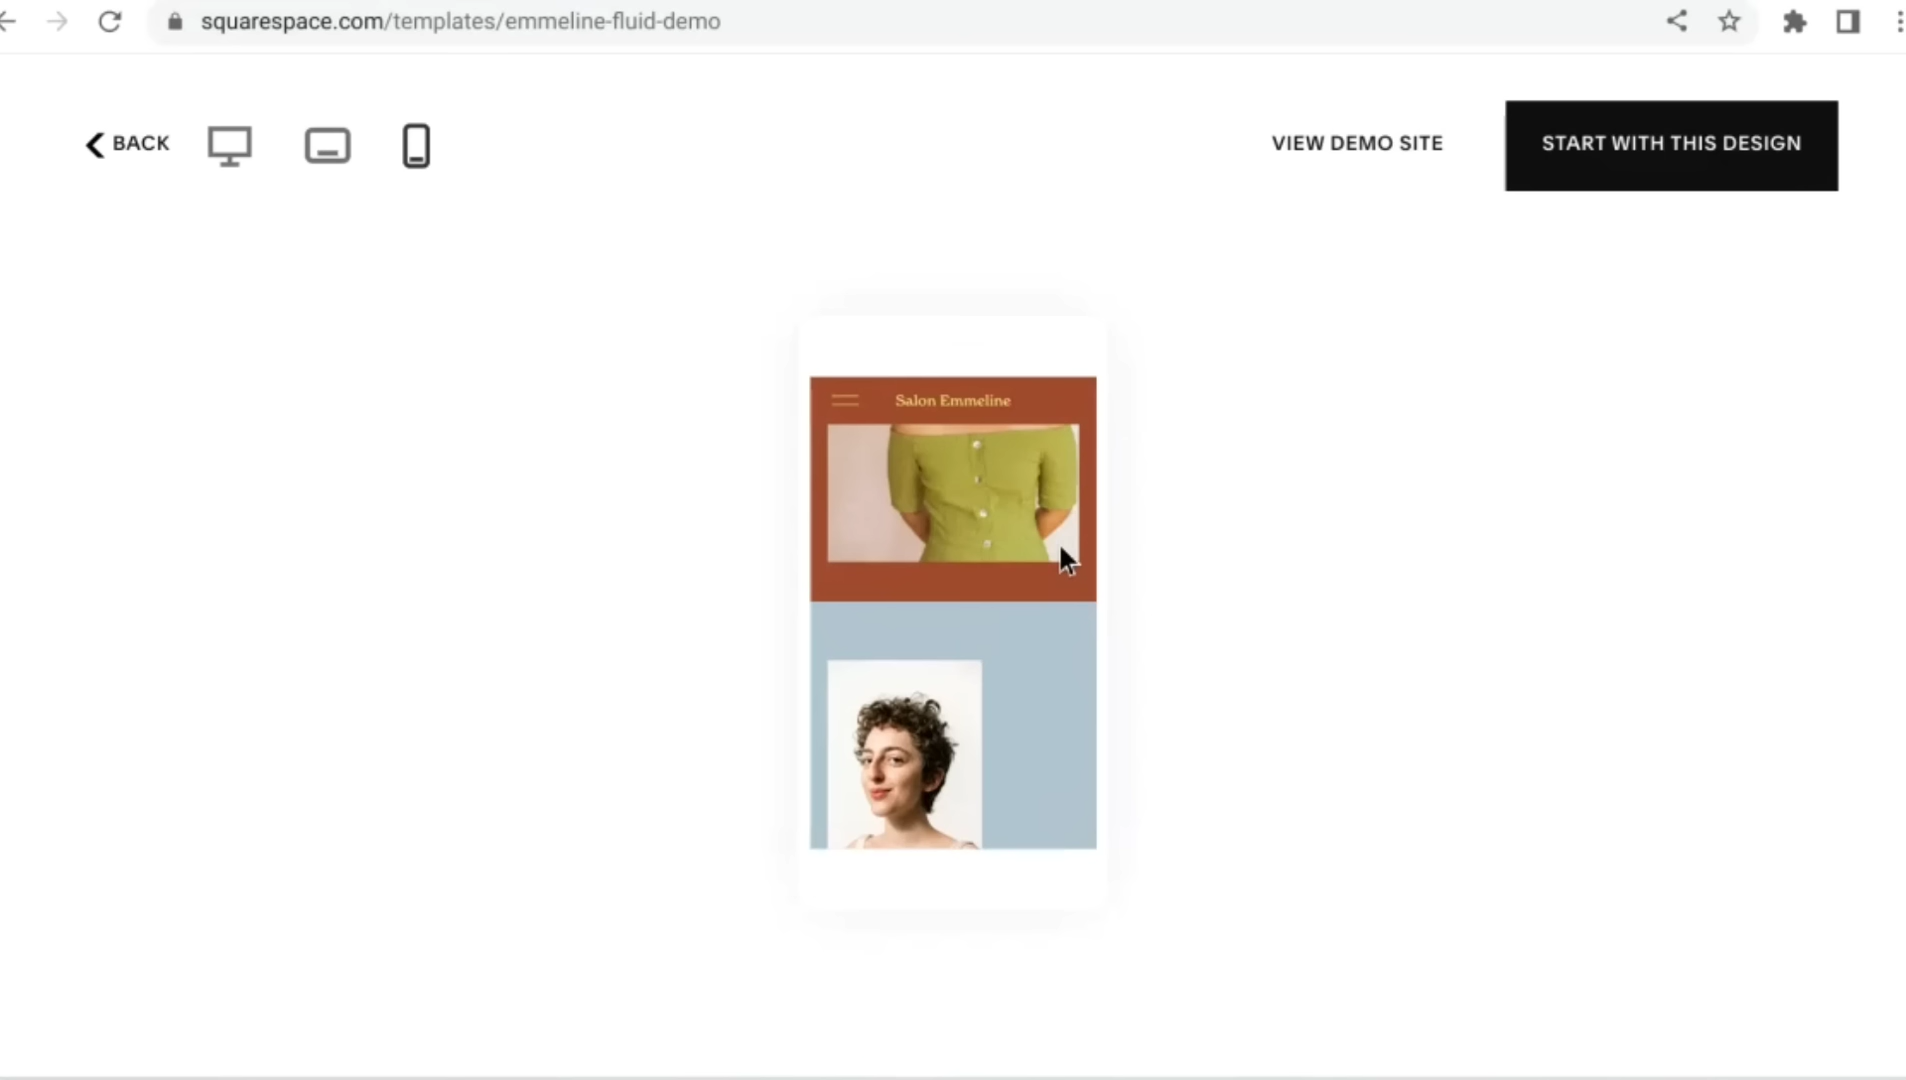 squarespace.com/templates/emmeline-fluid-demo
BACK
VIEW DEMO SITE
START WITH THIS DESIGN
Salon Emmeline